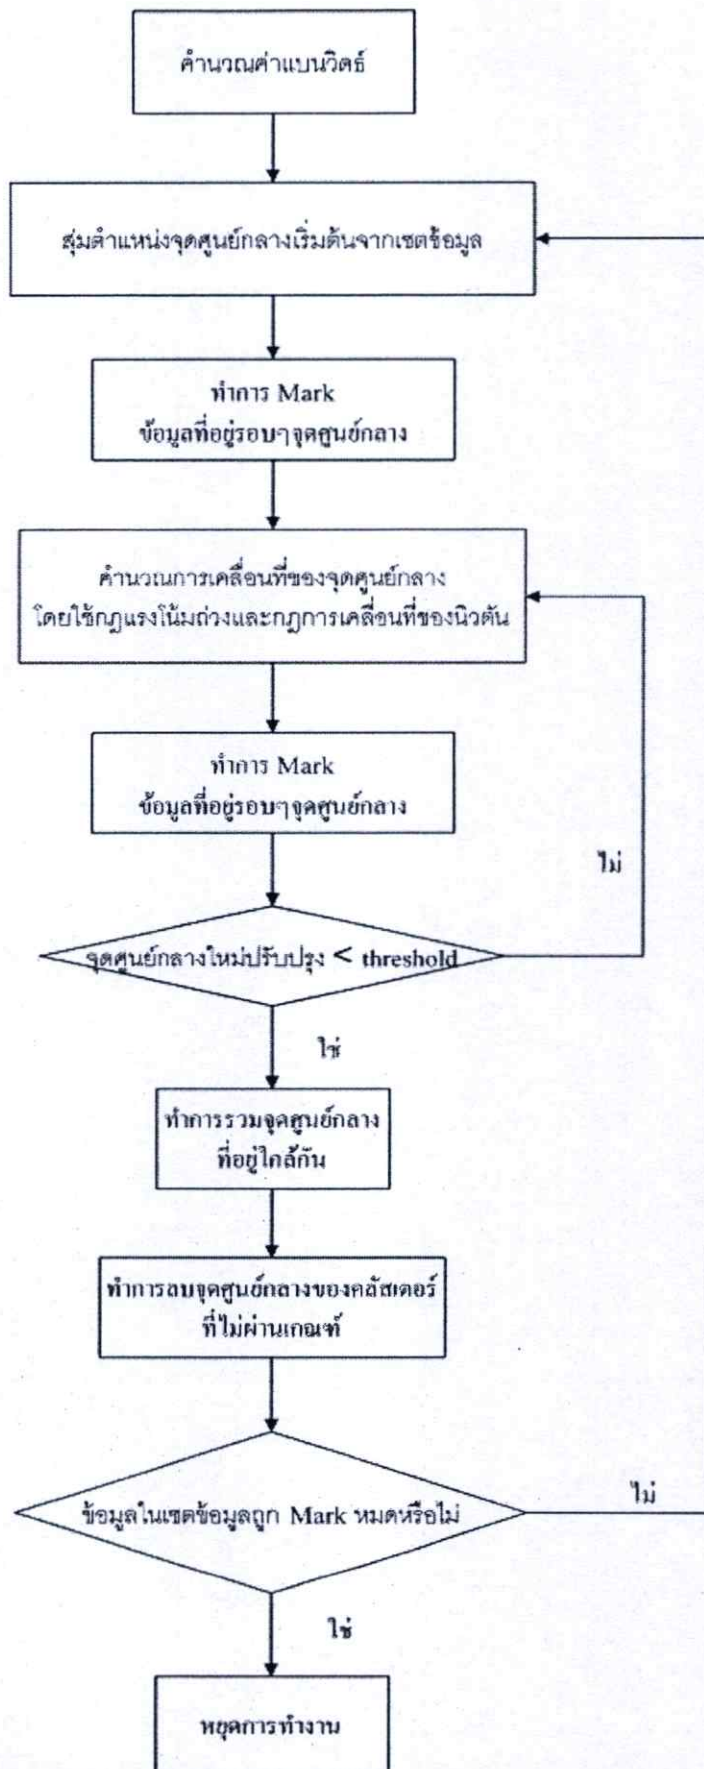 คำนวณค่าแบนวิดธ์
สุ่มตำแหน่งจุดศูนย์กลางเริ่มต้นจากเซตข้อมูล
ทำการ Mark
ข้อมูลที่อยู่รอบๆจุดศูนย์กลาง
คำนวณการเคลื่อนที่ของจุดศูนย์กลาง
โดยใช้กฎแรงโน้มถ่วงและกฎการเคลื่อนที่ของนิวตัน
ทำการ Mark
ข้อมูลที่อยู่รอบๆจุดศูนย์กลาง
ไม่
จุดศูนย์กลางใหม่ปรับปรุง < threshold
ใช่
ทำการรวมจุดศูนย์กลาง
ที่อยู่ใกล้กัน
ทำการลบจุดศูนย์กลางของคลัสเตอร์
ที่ไม่ผ่านเกณฑ์
ไม่
ข้อมูลในเซตข้อมูลถูก Mark หมดหรือไม่
ใช่
หยุดการทำงาน